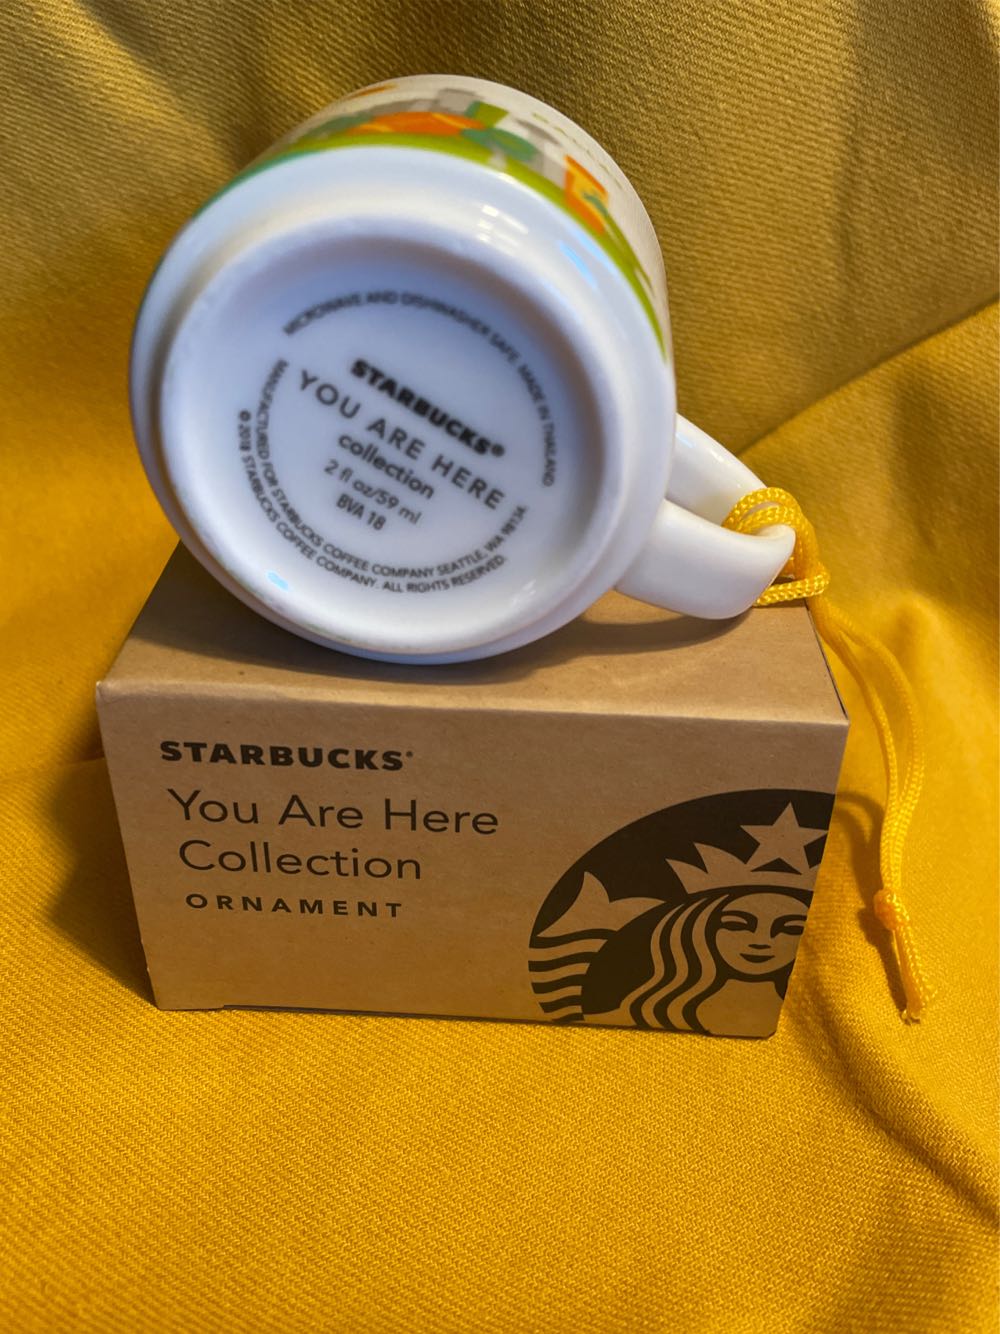 MICROWAVE AND DISHWASHER SAFE. MADE IN THAILAND
STARBUCKS®
YOU ARE HERE
collection
2 fl oz/59 ml
BVA 18
MANUFACTURED FOR STARBUCKS COFFEE COMPANY SEATTLE, WA 98134
© 2018 STARBUCKS COFFEE COMPANY. ALL RIGHTS RESERVED
STARBUCKS®
You Are Here
Collection
ORNAMENT